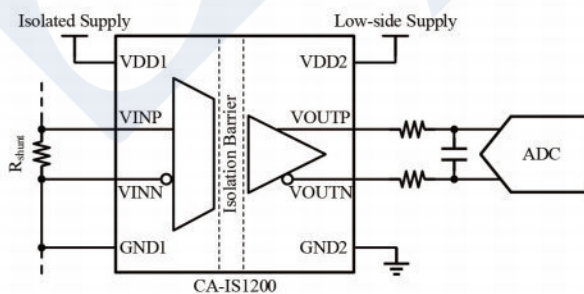 Isolated Supply
Low-side Supply
VDD1
VDD2
VINP
VOUTP
Rshunt
Isolation Barrier
ADC
VINN
VOUTN
GND1
GND2
CA-IS1200